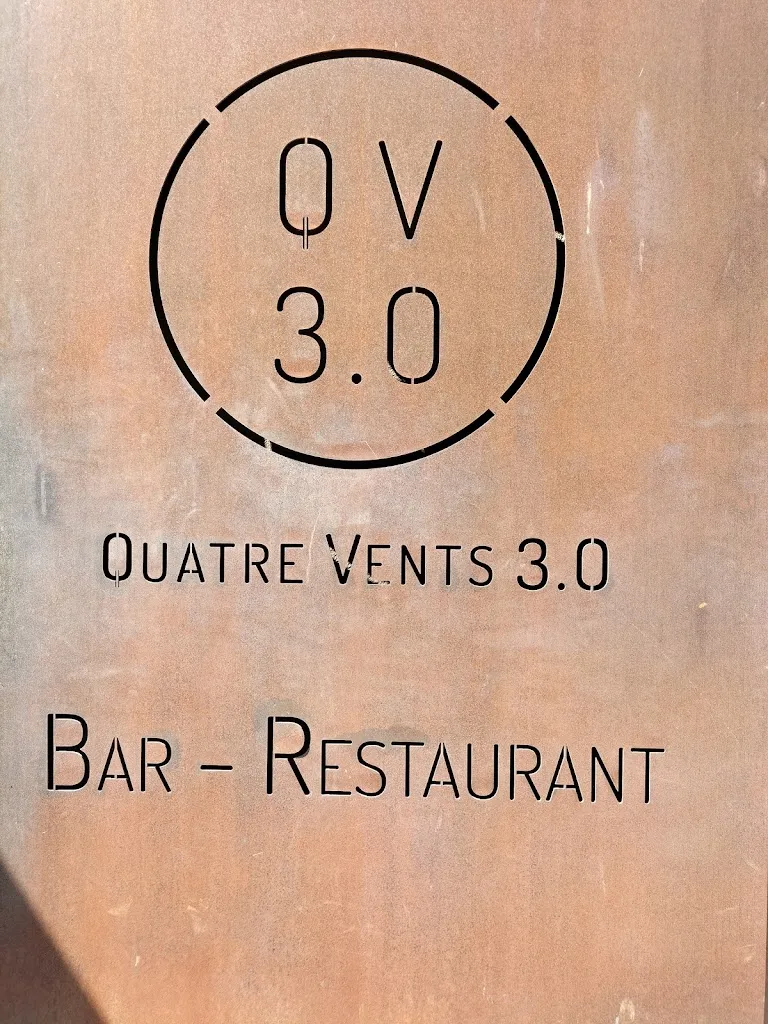 QV
3.0
QUATRE VENTS 3.0
BAR – RESTAURANT